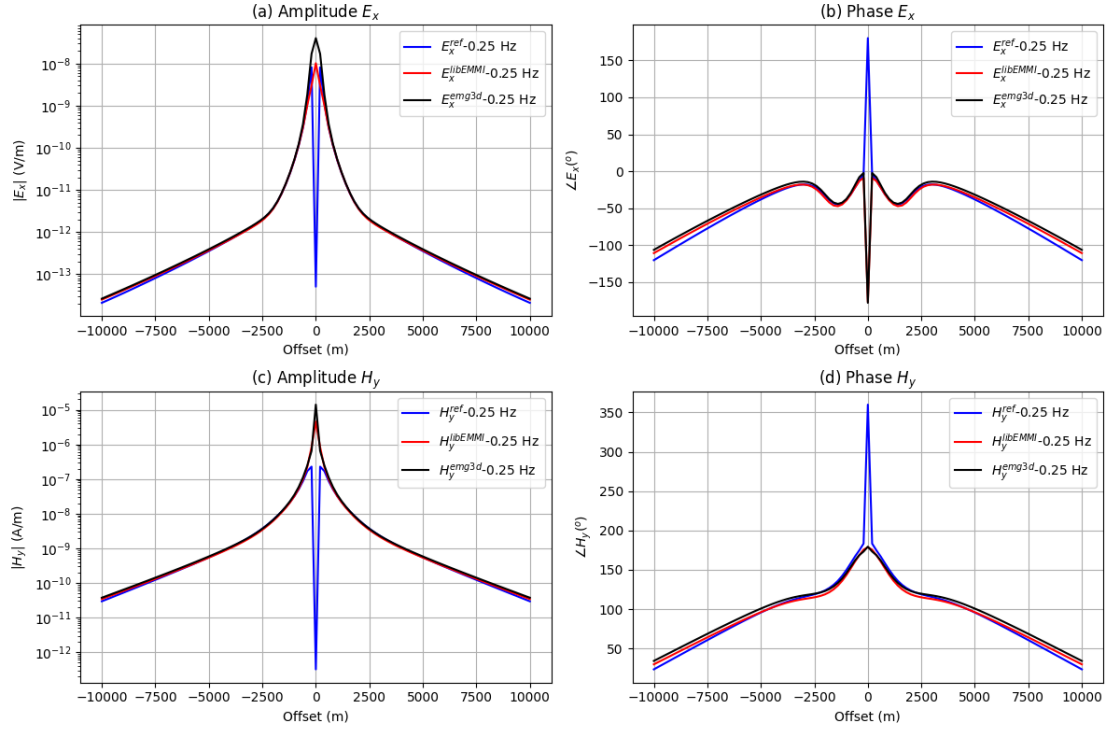 (a) Amplitude E_x
|E_x| (V/m)
10^{-8}
10^{-9}
10^{-10}
10^{-11}
10^{-12}
10^{-13}
E_x^{ref}-0.25 Hz
E_x^{libEMMI}-0.25 Hz
E_x^{emg3d}-0.25 Hz
−10000 −7500 −5000 −2500 0 2500 5000 7500 10000
Offset (m)
(b) Phase E_x
∠E_x(^o)
150
100
50
0
−50
−100
−150
E_x^{ref}-0.25 Hz
E_x^{libEMMI}-0.25 Hz
E_x^{emg3d}-0.25 Hz
−10000 −7500 −5000 −2500 0 2500 5000 7500 10000
Offset (m)
(c) Amplitude H_y
|H_y| (A/m)
10^{-5}
10^{-6}
10^{-7}
10^{-8}
10^{-9}
10^{-10}
10^{-11}
10^{-12}
H_y^{ref}-0.25 Hz
H_y^{libEMMI}-0.25 Hz
H_y^{emg3d}-0.25 Hz
−10000 −7500 −5000 −2500 0 2500 5000 7500 10000
Offset (m)
(d) Phase H_y
∠H_y(^o)
350
300
250
200
150
100
50
H_y^{ref}-0.25 Hz
H_y^{libEMMI}-0.25 Hz
H_y^{emg3d}-0.25 Hz
−10000 −7500 −5000 −2500 0 2500 5000 7500 10000
Offset (m)